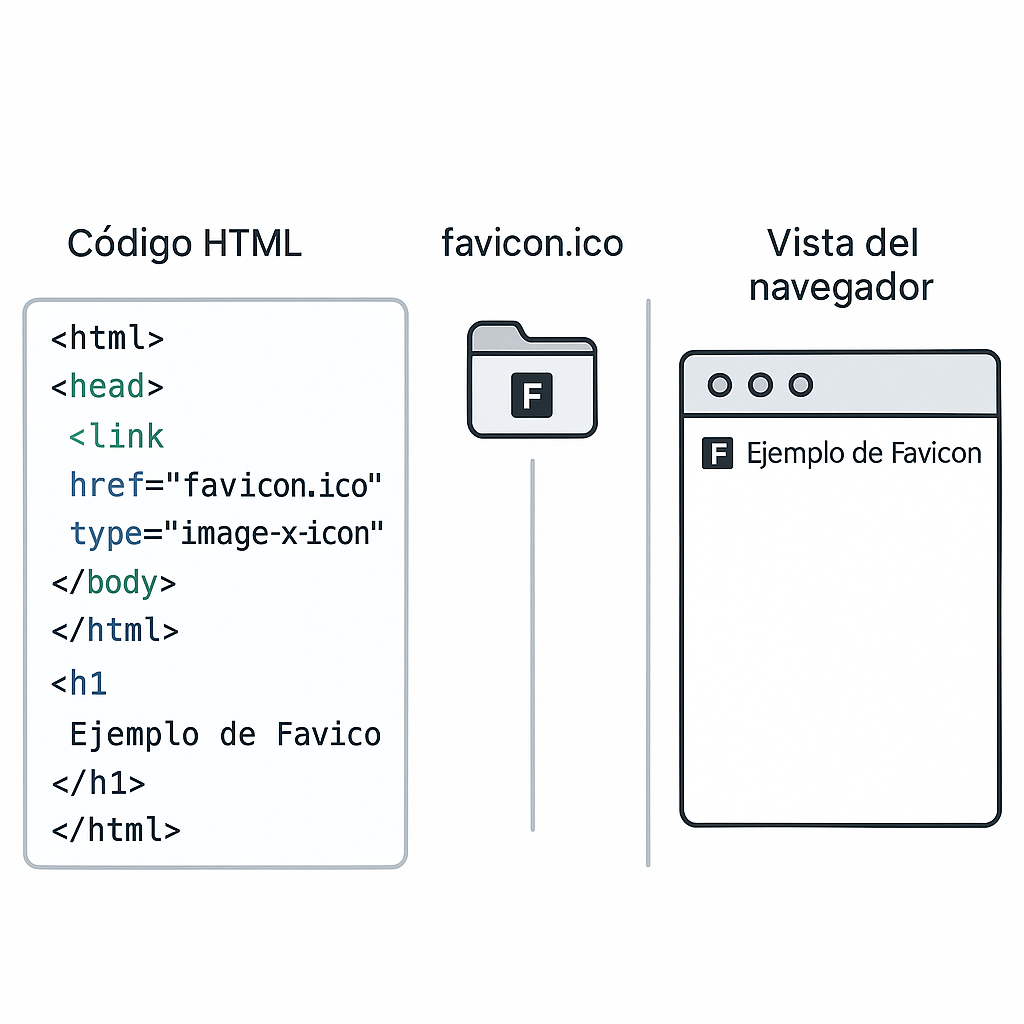 Código HTML
<html>
<head>
<link
href="favicon.ico"
type="image-x-icon"
</body>
</html>
<h1
Ejemplo de Favico
</h1>
</html>
favicon.ico
F
Vista del
navegador
F Ejemplo de Favicon